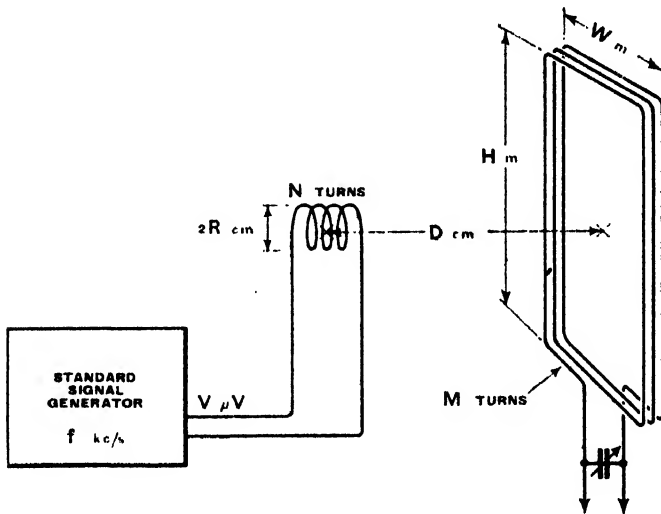 W m
H m
N TURNS
2R cm
D cm
STANDARD
SIGNAL
GENERATOR
f kc/s
V μV
M TURNS